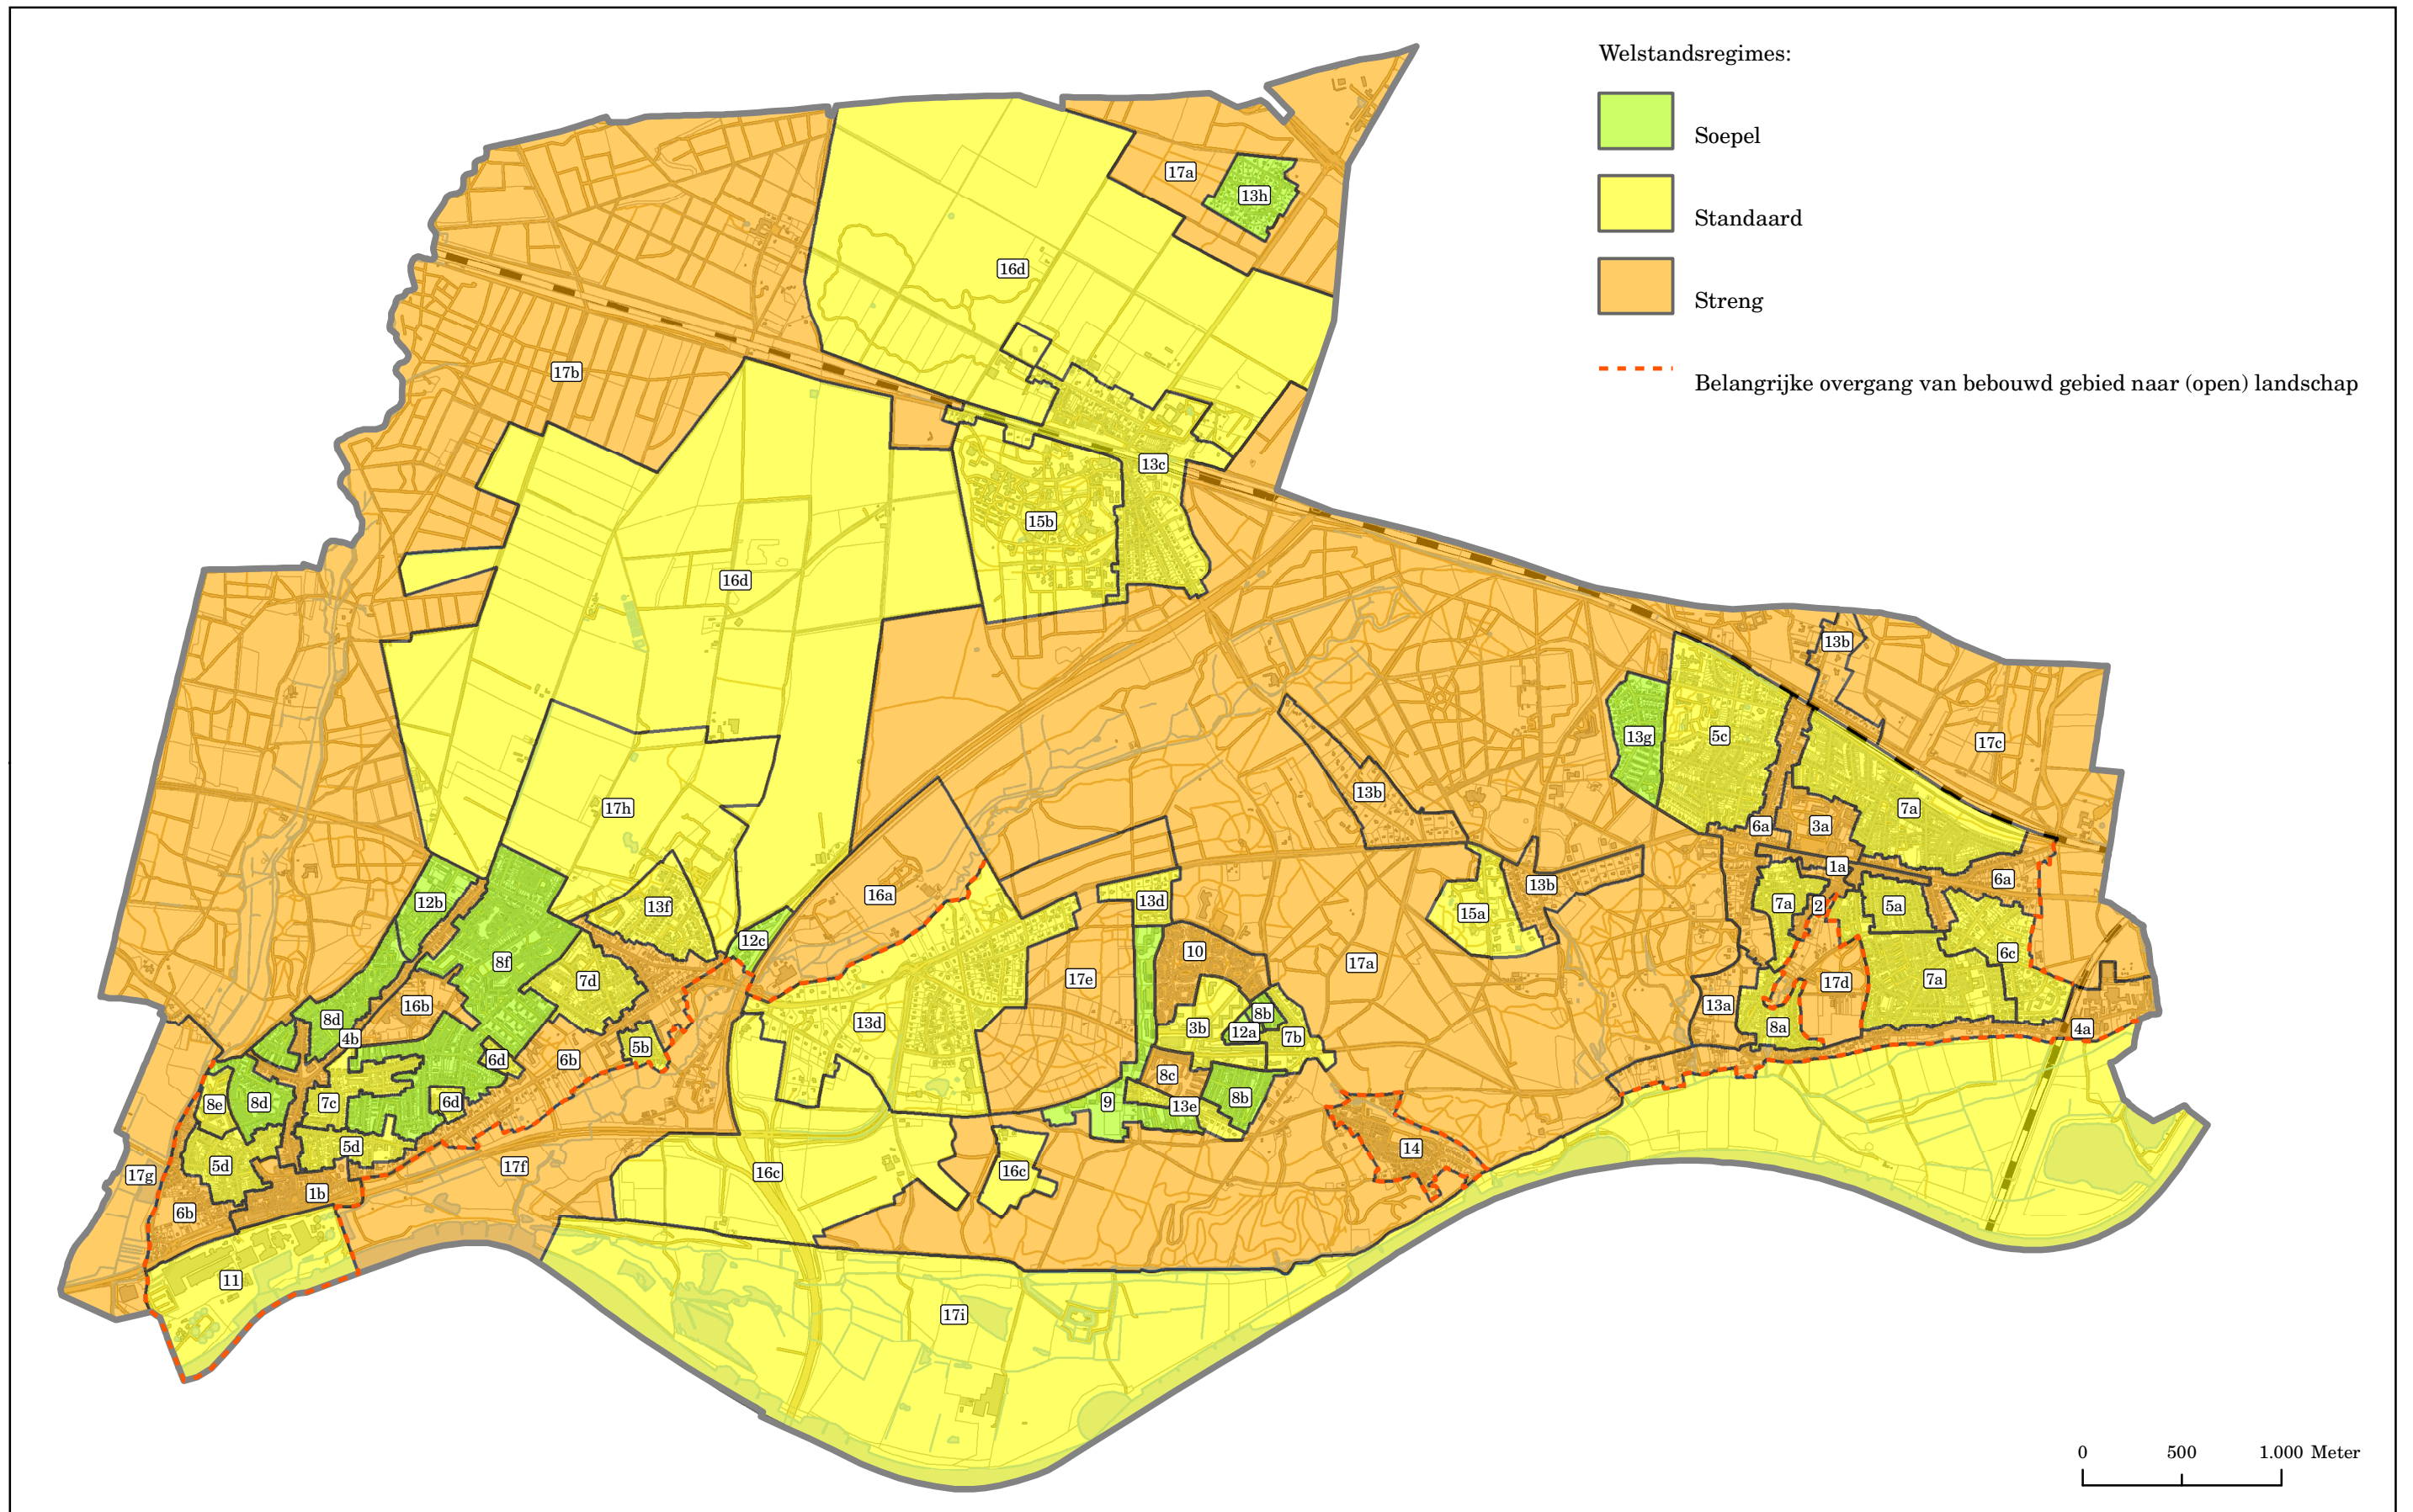 Welstandsregimes:
Soepel
Standaard
Streng
Belangrijke overgang van bebouwd gebied naar (open) landschap
17a
13h
16d
17b
13c
15b
16d
13b
17c
13g
5c
13b
7a
17h
6a
3a
1a
6a
16a
13b
12b
13f
13d
15a
7a
2
5a
12c
8f
10
6c
7d
17e
17a
17d
7a
16b
13a
8d
13d
8b
3b
12a
7b
8a
4a
4b
5b
6d
6b
8c
8e
8d
7c
6d
9
13e
8b
5d
14
5d
17g
17f
16c
16c
1b
6b
11
17i
0 500 1.000 Meter